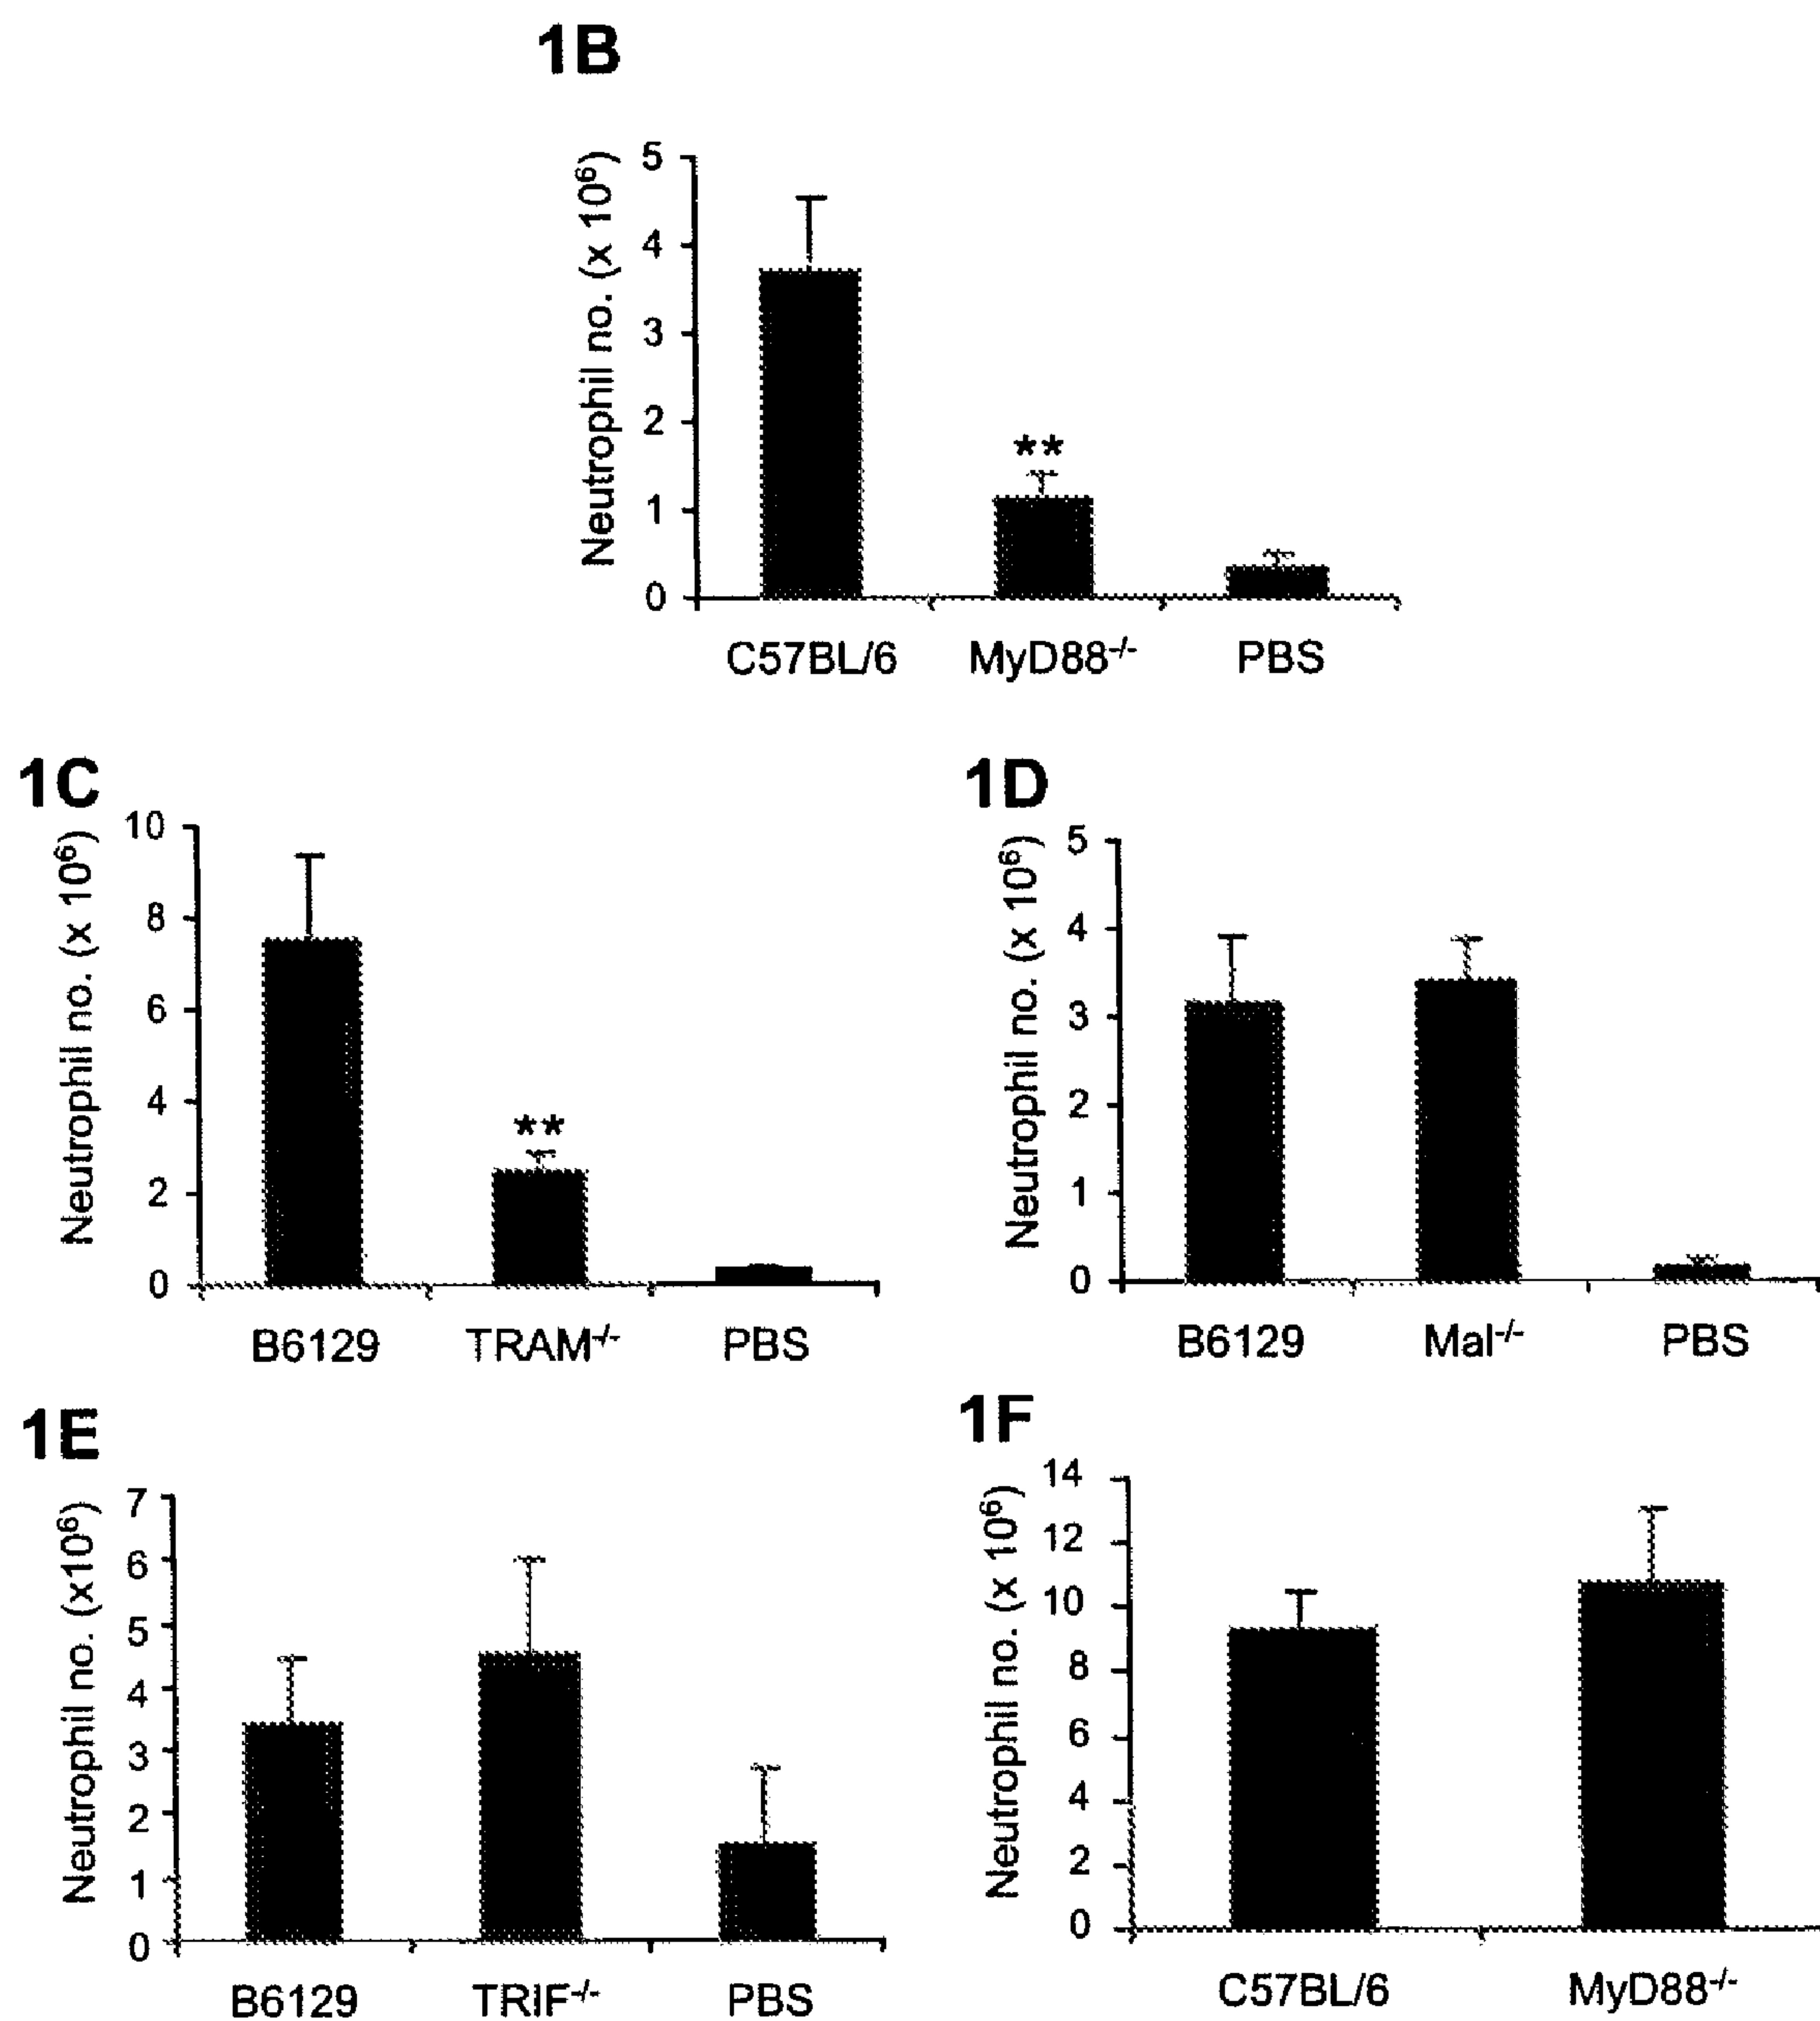 1B
Neutrophil no. (x 10⁶)
5
4
3
2
1
0
**
C57BL/6 MyD88⁻/⁻ PBS
1C
Neutrophil no. (x 10⁶)
10
8
6
4
2
0
**
B6129 TRAM⁻/⁻ PBS
1D
Neutrophil no. (x 10⁶)
5
4
3
2
1
0
B6129 Mal⁻/⁻ PBS
1E
Neutrophil no. (x10⁶)
7
6
5
4
3
2
1
0
B6129 TRIF⁻/⁻ PBS
1F
Neutrophil no. (x 10⁶)
14
12
10
8
6
4
2
0
C57BL/6 MyD88⁻/⁻